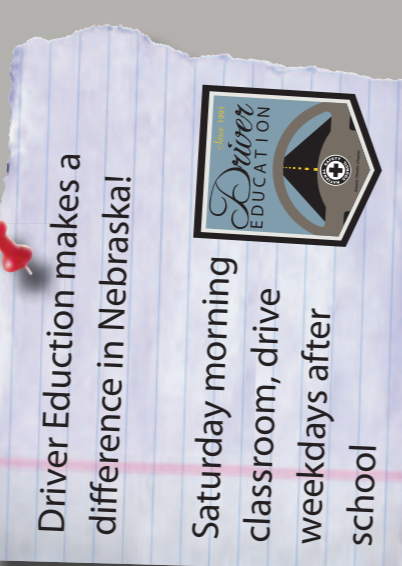 Driver Eduction makes a
difference in Nebraska!
Since 1991
Driver
EDUCATION
Saturday morning
classroom, drive
weekdays after
school